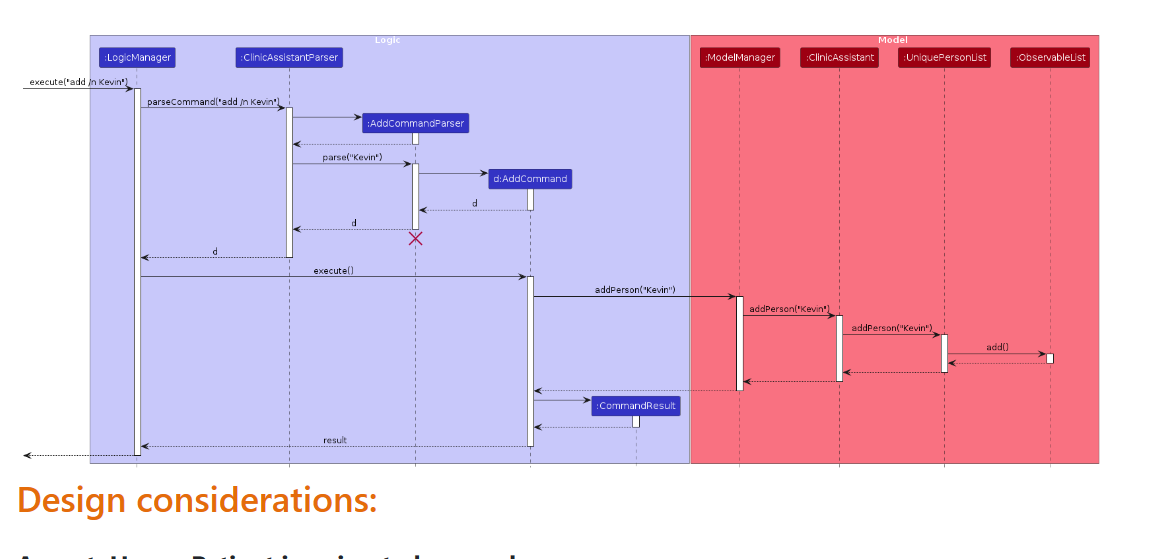 Logic
Model
:LogicManager
:ClinicAssistantParser
:ModelManager
:ClinicAssistant
:UniquePersonList
:ObservableList
execute("add /n Kevin")
parseCommand("add /n Kevin")
:AddCommandParser
parse("Kevin")
d:AddCommand
d
d
d
execute()
addPerson("Kevin")
addPerson("Kevin")
addPerson("Kevin")
add()
:CommandResult
result
Design considerations: